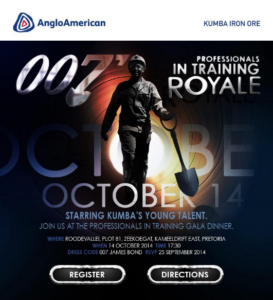 AngloAmerican
KUMBA IRON ORE
007
PROFESSIONALS
IN TRAINING
ROYALE
OCTOBER
OCTOBER 14
STARRING KUMBA'S YOUNG TALENT.
JOIN US AT THE PROFESSIONALS IN TRAINING GALA DINNER.
WHERE ROODEVALLEI, PLOT 81, ZEEKOEGAT, KAMEELDRIFT EAST, PRETORIA
WHEN 14 OCTOBER 2014 TIME 17:30
DRESS CODE 007 JAMES BOND RSVP 25 SEPTEMBER 2014
REGISTER
DIRECTIONS